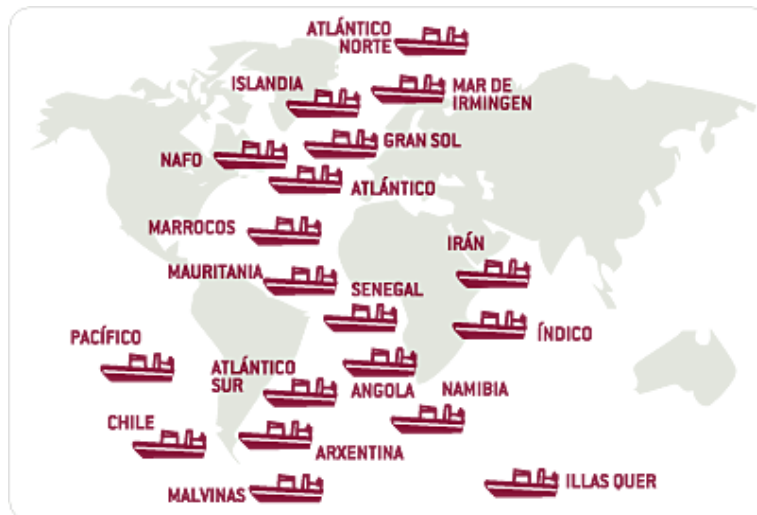 ATLÁNTICO
NORTE
ISLANDIA
MAR DE
IRMINGEN
GRAN SOL
NAFO
ATLÁNTICO
MARROCOS
IRÁN
MAURITANIA
SENEGAL
PACÍFICO
ÍNDICO
ATLÁNTICO
SUR
ANGOLA
NAMIBIA
CHILE
ARXENTINA
MALVINAS
ILLAS QUER